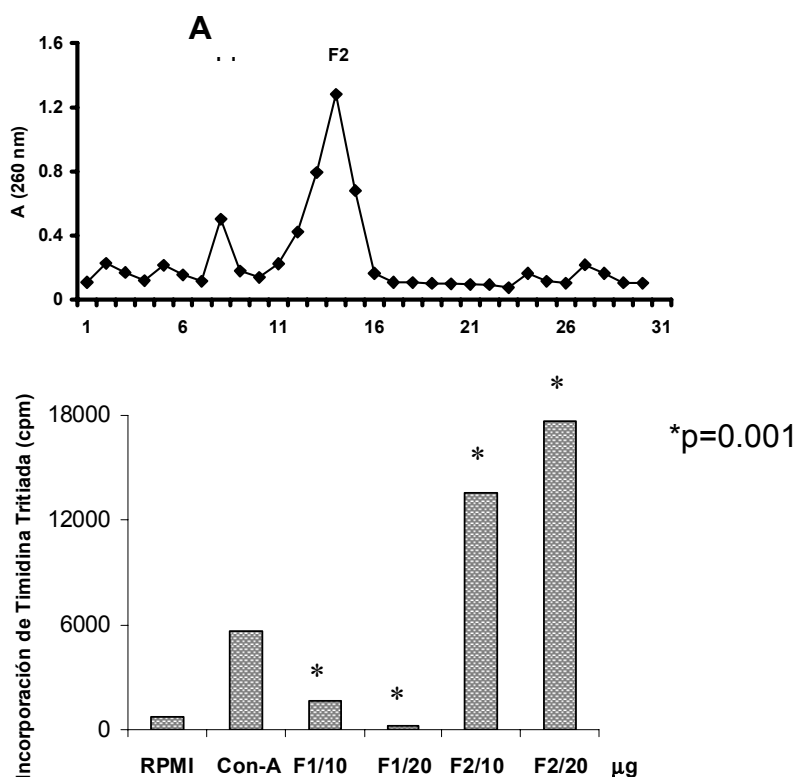 A
F2
1.6
1.2
0.8
0.4
0
A (260 nm)
1 6 11 16 21 26 31
Incorporación de Timidina Tritiada (cpm)
18000
12000
6000
0
* * * *
*p=0.001
RPMI Con-A F1/10 F1/20 F2/10 F2/20 µg